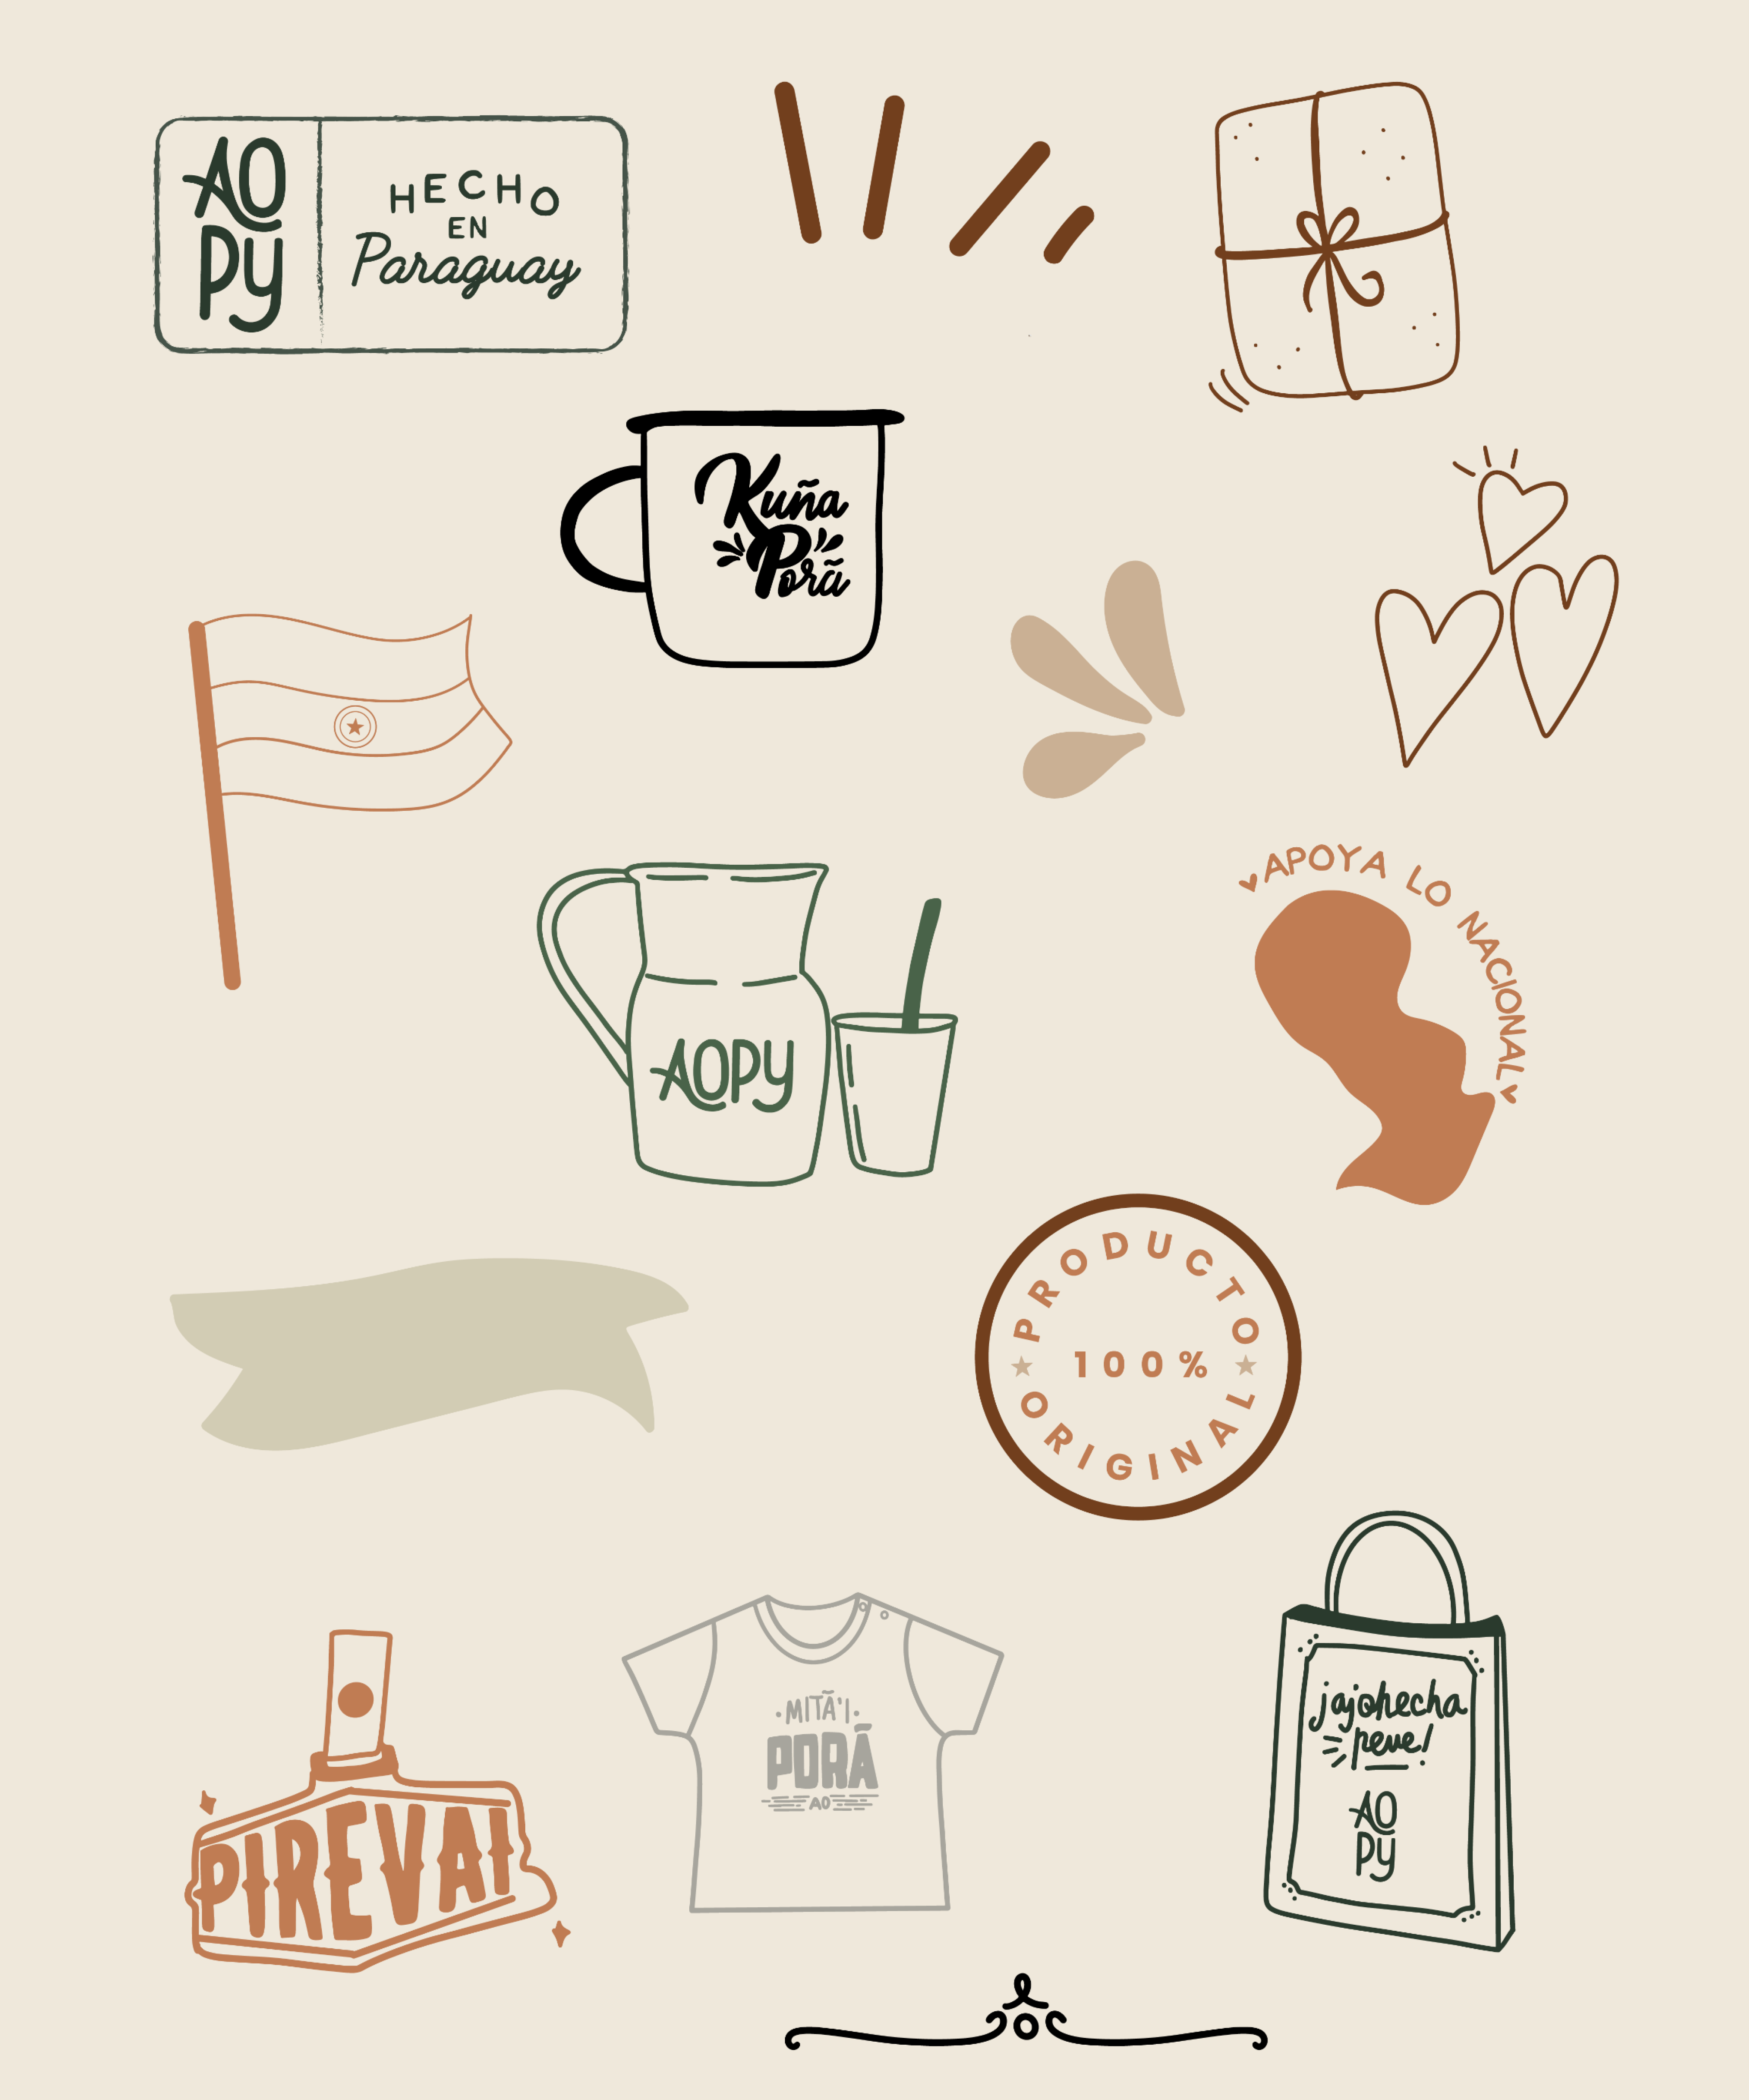 AO
PY
HECHO
EN
Paraguay
Kuña
Porã
APOYA LO NACIONAL
AOPY
PRODUCTO
100%
ORIGINAL
PIREVAI
MITÃ'I
PORÃ
AO
jajohecha
peve!
AO
PY